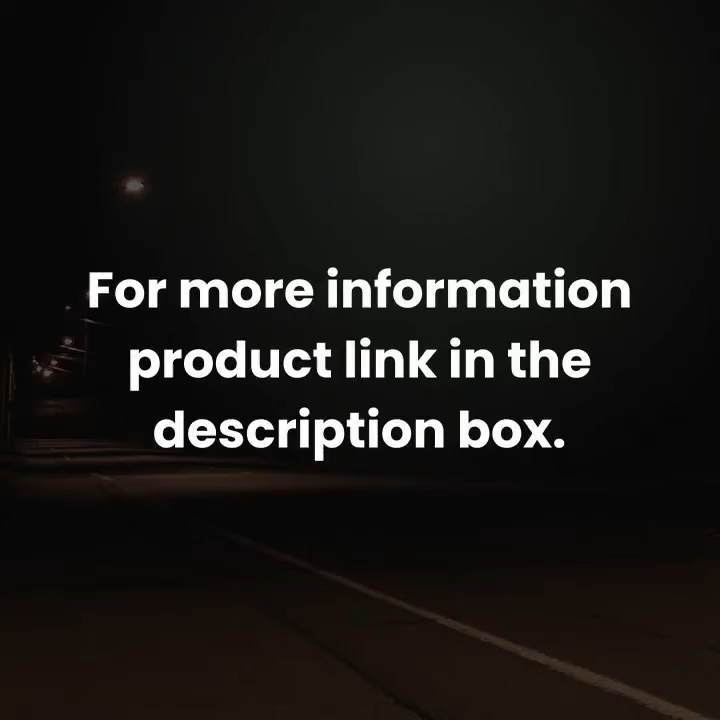 For more information
product link in the
description box.